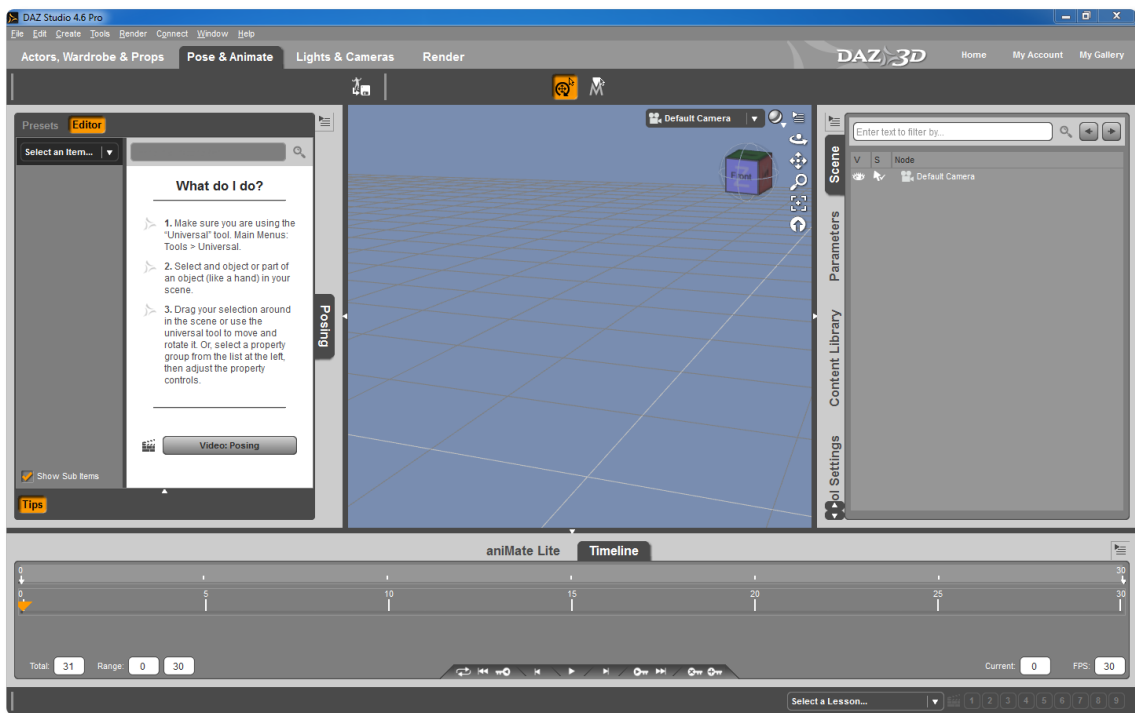 DAZ Studio 4.6 Pro
File Edit Create Tools Render Connect Window Help
Actors, Wardrobe & Props Pose & Animate Lights & Cameras Render DAZ 3D Home My Account My Gallery
Presets Editor
Select an Item...
What do I do?
1. Make sure you are using the
"Universal" tool. Main Menus:
Tools > Universal.
2. Select and object or part of
an object (like a hand) in your
scene.
3. Drag your selection around
in the scene or use the
universal tool to move and
rotate it. Or, select a property
group from the list at the left,
then adjust the property
controls.
Video: Posing
Show Sub Items
Tips
Posing
Default Camera
Front
Z
Scene
Parameters
Content Library
ool Settings
Enter text to filter by...
V S Node
Default Camera
aniMate Lite Timeline
0 30
0 5 10 15 20 25 30
Total: 31 Range: 0 30 Current: 0 FPS: 30
Select a Lesson... 1 2 3 4 5 6 7 8 9